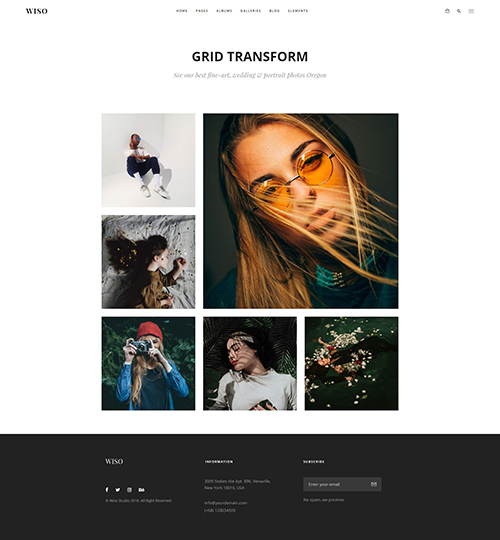 WISO
HOME PAGES ALBUMS GALLERIES BLOG ELEMENTS
GRID TRANSFORM
See our best fine-art, wedding & portrait photos Oregon
WISO
© Wiso Studio 2018. All Right Reserved.
INFORMATION
2005 Stokes Isle Apt. 896, Venaville,
New York 10010, USA
info@yourdomain.com
(+68) 120034509
SUBSCRIBE
Enter your email
No spam, we promise